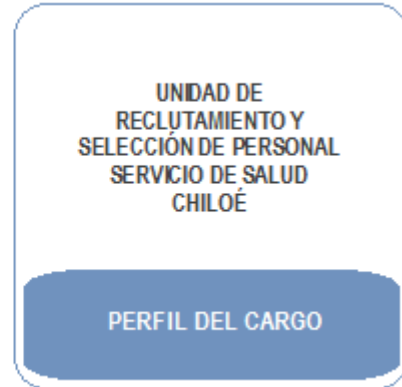 UNIDAD DE
RECLUTAMIENTO Y
SELECCIÓN DE PERSONAL
SERVICIO DE SALUD
CHILOÉ
PERFIL DEL CARGO